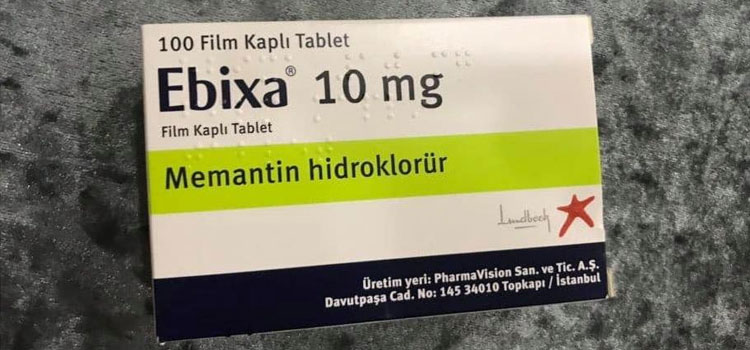 100 Film Kaplı Tablet
Ebixa® 10 mg
Film Kaplı Tablet
Memantin hidroklorür
Lundbeck
Üretim yeri: PharmaVision San. ve Tic. A.Ş.
Davutpaşa Cad. No: 145 34010 Topkapı / İstanbul